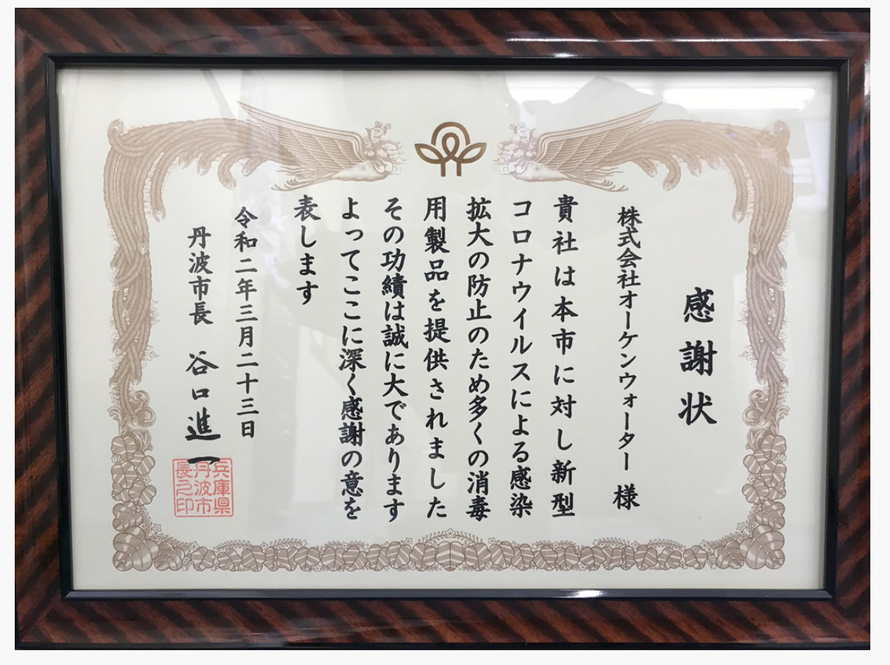 感謝状
株式会社オーケンウォーター 様
貴社は本市に対し新型
コロナウイルスによる感染
拡大の防止のため多くの消毒
用製品を提供されました
その功績は誠に大であります
よってここに深く感謝の意を
表します
令和二年三月二十三日
丹波市長 谷口進一
兵庫県
丹波市
長之印